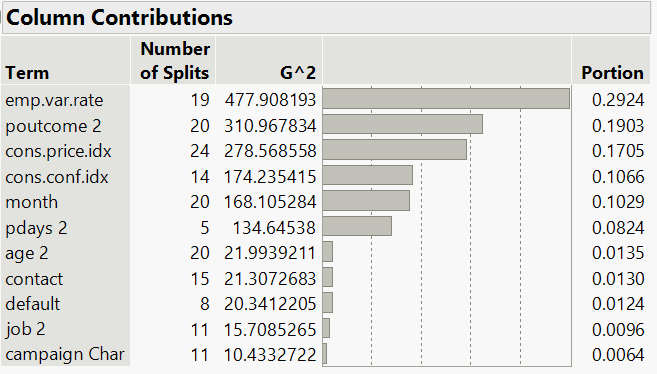 Column Contributions
Number
Term of Splits G^2 Portion
emp.var.rate 19 477.908193 0.2924
poutcome 2 20 310.967834 0.1903
cons.price.idx 24 278.568558 0.1705
cons.conf.idx 14 174.235415 0.1066
month 20 168.105284 0.1029
pdays 2 5 134.64538 0.0824
age 2 20 21.9939211 0.0135
contact 15 21.3072683 0.0130
default 8 20.3412205 0.0124
job 2 11 15.7085265 0.0096
campaign Char 11 10.4332722 0.0064